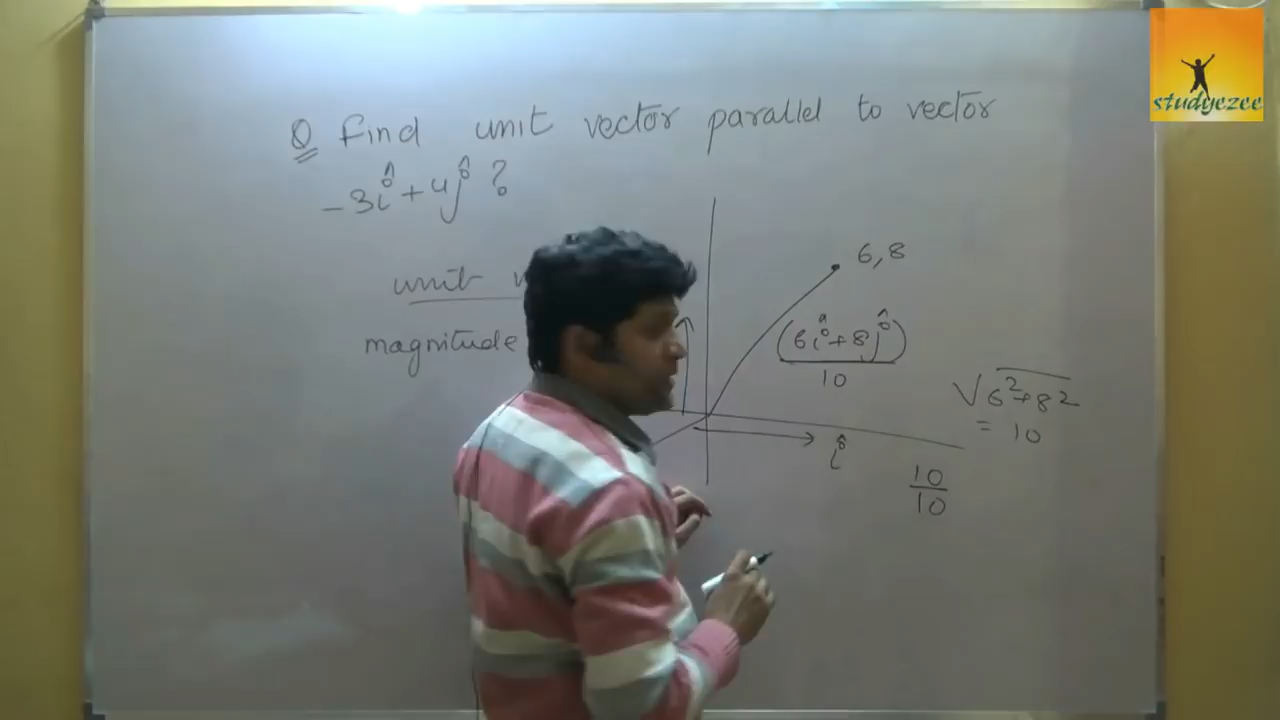 Q Find unit vector parallel to vector
-3î + 4ĵ ?
unit
magnitude
6,8
(6î+8ĵ)
10
√6²+8²
= 10
î
10
10
studyezee